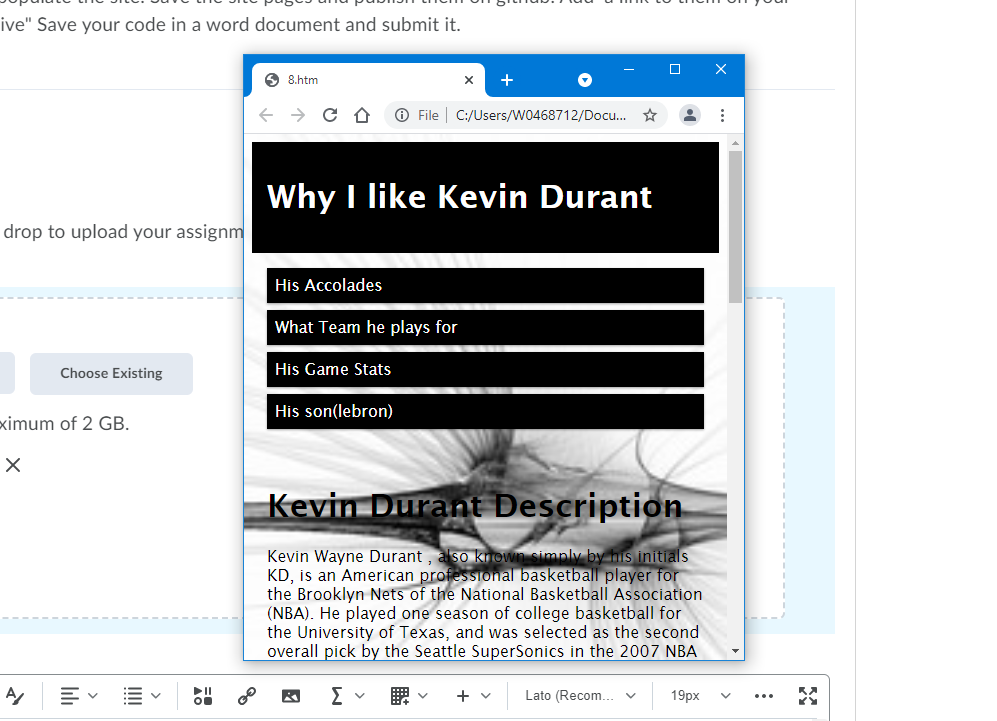 populate the site. Save the site pages and publish them on github. Add a link to them on your
ive" Save your code in a word document and submit it.
8.htm
File
C:/Users/W0468712/Docu...
Why I like Kevin Durant
His Accolades
What Team he plays for
His Game Stats
His son(lebron)
Kevin Durant Description
Kevin Wayne Durant , also known simply by his initials
KD, is an American professional basketball player for
the Brooklyn Nets of the National Basketball Association
(NBA). He played one season of college basketball for
the University of Texas, and was selected as the second
overall pick by the Seattle SuperSonics in the 2007 NBA
drop to upload your assignm
Choose Existing
ximum of 2 GB.
Lato (Recom...
19px